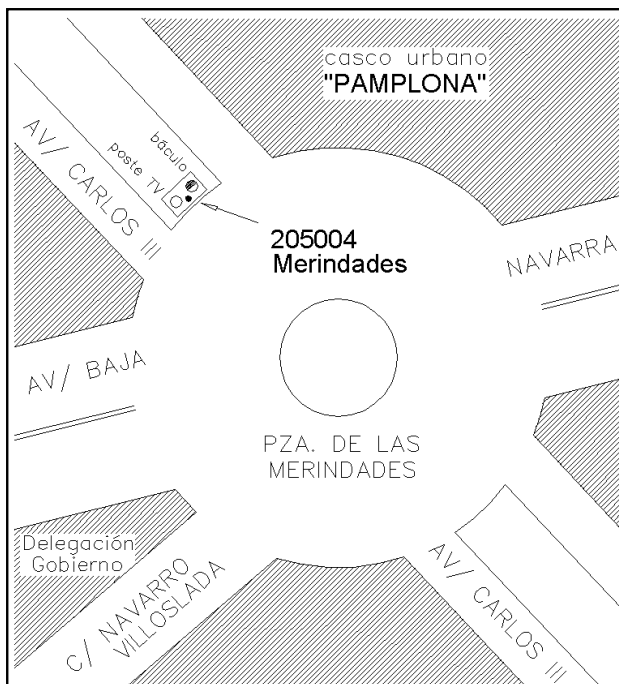 casco urbano
"PAMPLONA"
AV/ CARLOS III
báculo
poste TV
205004
Merindades
NAVARRA
AV/ BAJA
PZA. DE LAS
MERINDADES
Delegación
Gobierno
C/ NAVARRO
VILLOSLADA
AV/ CARLOS III